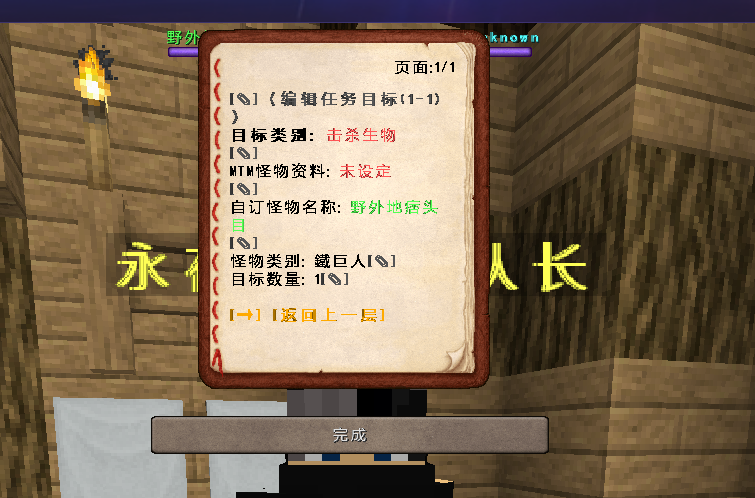 野外
known
页面:1/1
[✎] (编辑任务目标(1-1)
)
目标类别: 击杀生物
[✎]
MTM怪物资料: 未设定
[✎]
自订怪物名称: 野外地痞头
目
[✎]
怪物类别: 鐵巨人[✎]
目标数量: 1[✎]
永
队长
[→] [返回上一层]
完成